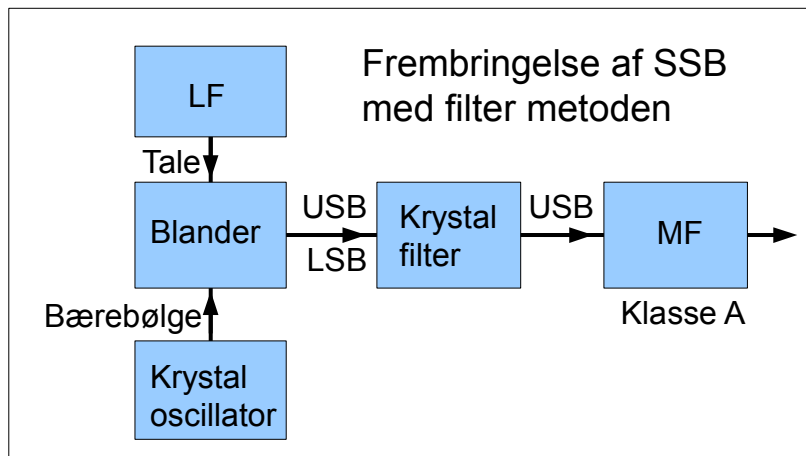 Frembringelse af SSB
med filter metoden
LF
Tale
Blander
USB
LSB
Krystal
filter
USB
MF
Klasse A
Bærebølge
Krystal
oscillator